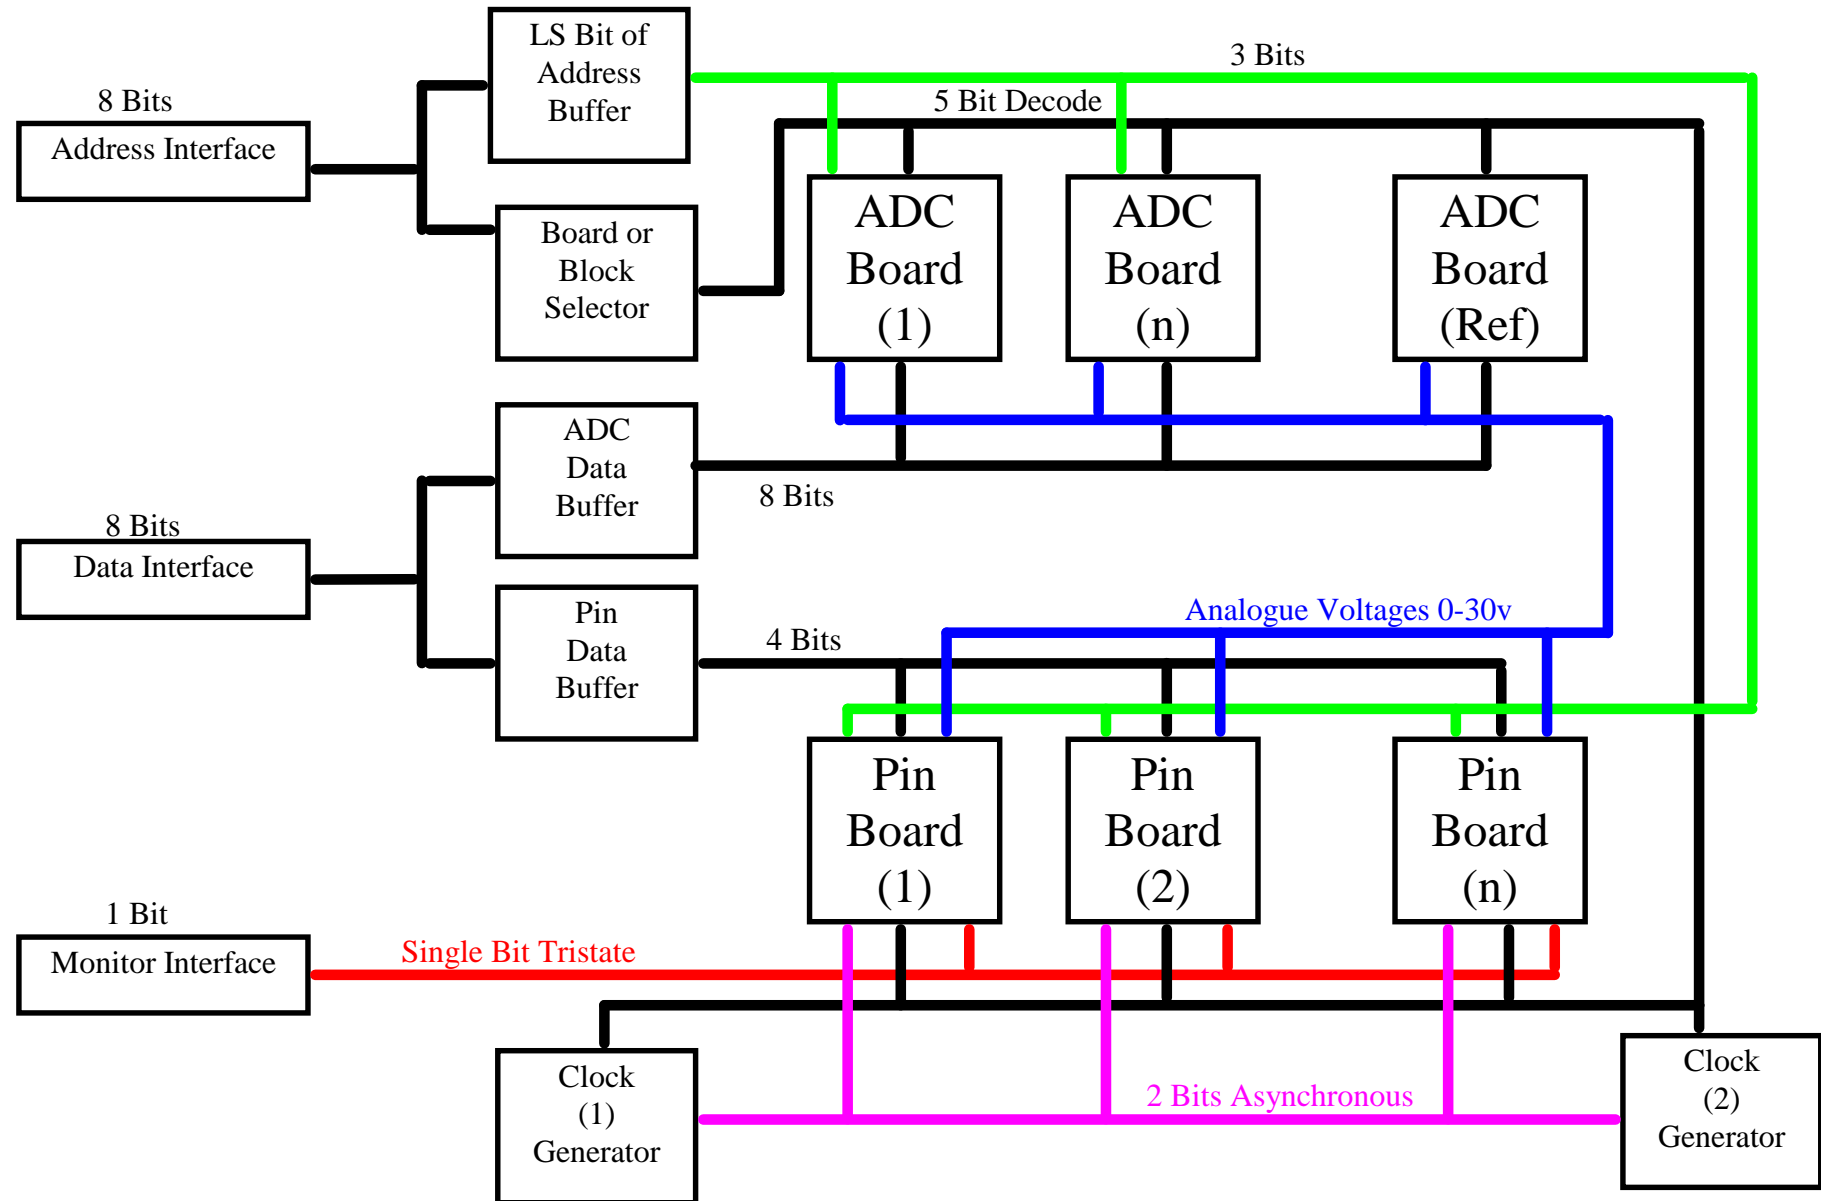 LS Bit of
Address
Buffer
3 Bits
8 Bits
5 Bit Decode
Address Interface
ADC
Board
(1)
ADC
Board
(n)
ADC
Board
(Ref)
Board or
Block
Selector
ADC
Data
Buffer
8 Bits
8 Bits
Data Interface
Pin
Data
Buffer
4 Bits
Analogue Voltages 0-30v
Pin
Board
(1)
Pin
Board
(2)
Pin
Board
(n)
1 Bit
Monitor Interface
Single Bit Tristate
Clock
(1)
Generator
2 Bits Asynchronous
Clock
(2)
Generator